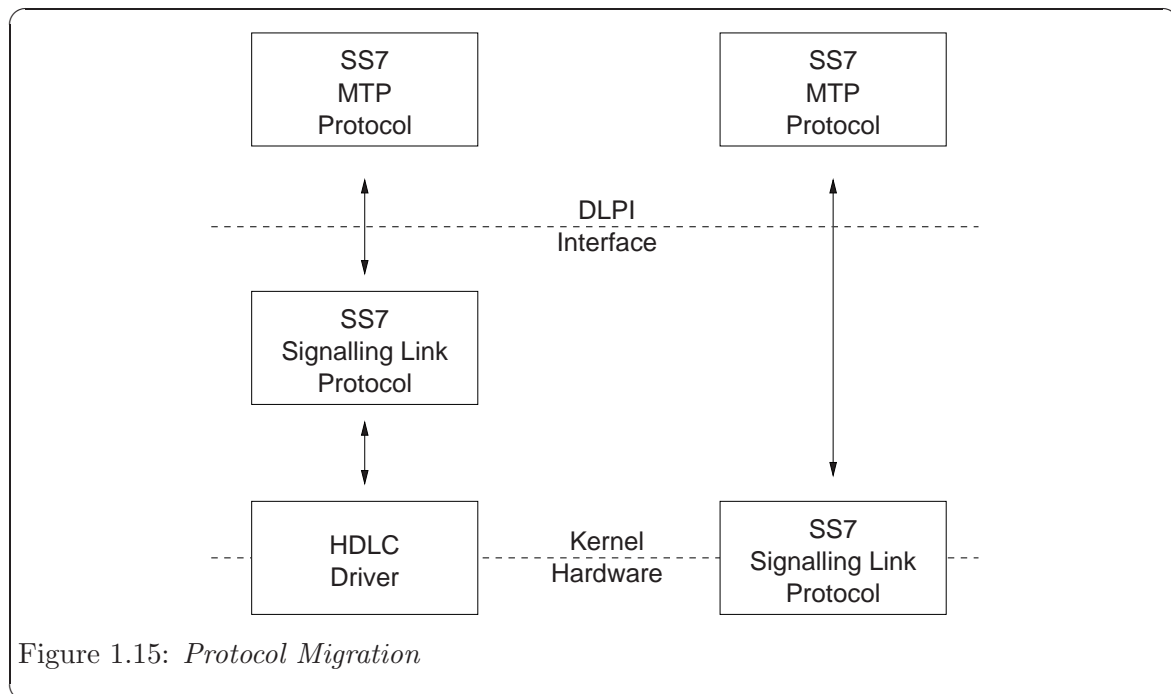 SS7
MTP
Protocol
SS7
MTP
Protocol
DLPI
Interface
SS7
Signalling Link
Protocol
HDLC
Driver
Kernel
Hardware
SS7
Signalling Link
Protocol
Figure 1.15: Protocol Migration